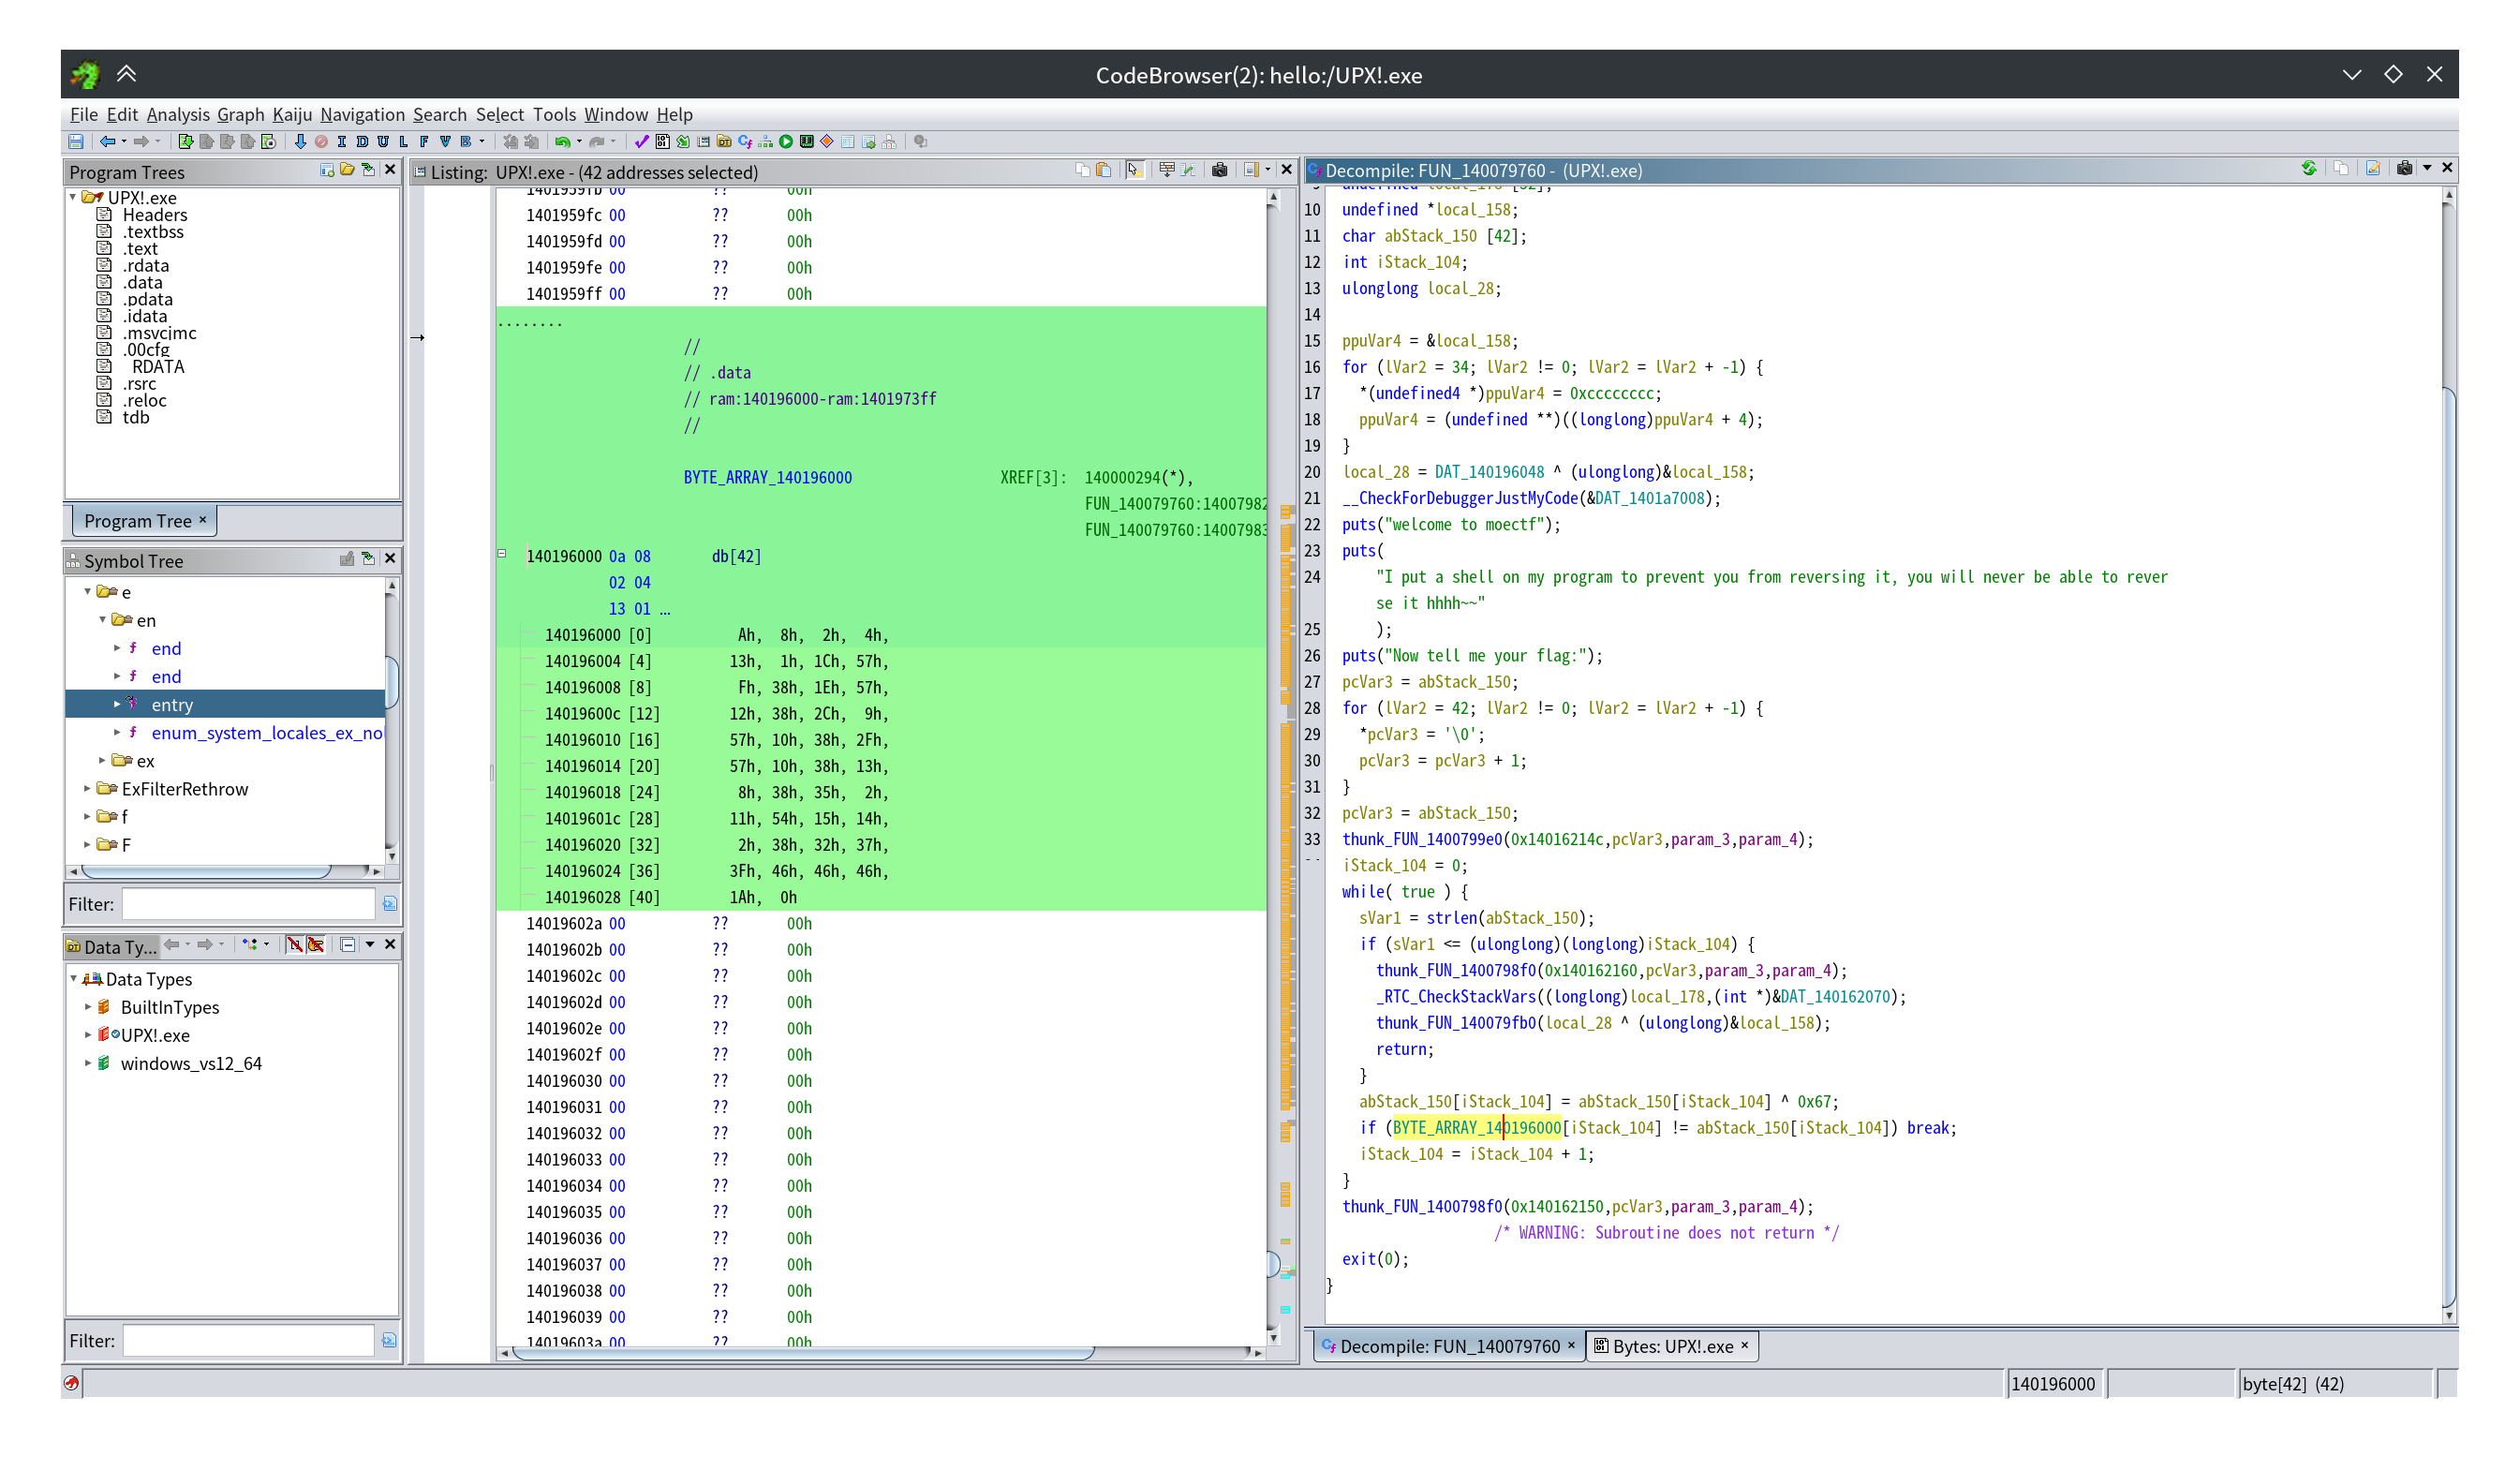 CodeBrowser(2): hello:/UPX!.exe
File Edit Analysis Graph Kaiju Navigation Search Select Tools Window Help
Program Trees
UPX!.exe
Headers
.textbss
.text
.rdata
.data
.pdata
.idata
.msvcjmc
.00cfg
_RDATA
.rsrc
.reloc
tdb
Program Tree ×
Symbol Tree
e
en
end
end
entry
enum_system_locales_ex_no
ex
ExFilterRethrow
f
F
Filter:
Data Ty...
Data Types
BuiltInTypes
UPX!.exe
windows_vs12_64
Filter:
Listing: UPX!.exe - (42 addresses selected)
1401959fb 00 ?? 00h
1401959fc 00 ?? 00h
1401959fd 00 ?? 00h
1401959fe 00 ?? 00h
1401959ff 00 ?? 00h
........
//
// .data
// ram:140196000-ram:1401973ff
//
BYTE_ARRAY_140196000 XREF[3]: 140000294(*),
FUN_140079760:14007982
FUN_140079760:14007983
140196000 0a 08 db[42]
02 04
13 01 ...
140196000 [0] Ah, 8h, 2h, 4h,
140196004 [4] 13h, 1h, 1Ch, 57h,
140196008 [8] Fh, 38h, 1Eh, 57h,
14019600c [12] 12h, 38h, 2Ch, 9h,
140196010 [16] 57h, 10h, 38h, 2Fh,
140196014 [20] 57h, 10h, 38h, 13h,
140196018 [24] 8h, 38h, 35h, 2h,
14019601c [28] 11h, 54h, 15h, 14h,
140196020 [32] 2h, 38h, 32h, 37h,
140196024 [36] 3Fh, 46h, 46h, 46h,
140196028 [40] 1Ah, 0h
14019602a 00 ?? 00h
14019602b 00 ?? 00h
14019602c 00 ?? 00h
14019602d 00 ?? 00h
14019602e 00 ?? 00h
14019602f 00 ?? 00h
140196030 00 ?? 00h
140196031 00 ?? 00h
140196032 00 ?? 00h
140196033 00 ?? 00h
140196034 00 ?? 00h
140196035 00 ?? 00h
140196036 00 ?? 00h
140196037 00 ?? 00h
140196038 00 ?? 00h
140196039 00 ?? 00h
14019603a 00 ?? 00h
Decompile: FUN_140079760 - (UPX!.exe)
9 undefined local_178 [32];
10 undefined *local_158;
11 char abStack_150 [42];
12 int iStack_104;
13 ulonglong local_28;
14
15 ppuVar4 = &local_158;
16 for (lVar2 = 34; lVar2 != 0; lVar2 = lVar2 + -1) {
17 *(undefined4 *)ppuVar4 = 0xcccccccc;
18 ppuVar4 = (undefined **)((longlong)ppuVar4 + 4);
19 }
20 local_28 = DAT_140196048 ^ (ulonglong)&local_158;
21 __CheckForDebuggerJustMyCode(&DAT_1401a7008);
22 puts("welcome to moectf");
23 puts(
24 "I put a shell on my program to prevent you from reversing it, you will never be able to rever
se it hhhh~~"
25 );
26 puts("Now tell me your flag:");
27 pcVar3 = abStack_150;
28 for (lVar2 = 42; lVar2 != 0; lVar2 = lVar2 + -1) {
29 *pcVar3 = '\0';
30 pcVar3 = pcVar3 + 1;
31 }
32 pcVar3 = abStack_150;
33 thunk_FUN_1400799e0(0x14016214c,pcVar3,param_3,param_4);
iStack_104 = 0;
while( true ) {
sVar1 = strlen(abStack_150);
if (sVar1 <= (ulonglong)(longlong)iStack_104) {
thunk_FUN_1400798f0(0x140162160,pcVar3,param_3,param_4);
_RTC_CheckStackVars((longlong)local_178,(int *)&DAT_140162070);
thunk_FUN_140079fb0(local_28 ^ (ulonglong)&local_158);
return;
}
abStack_150[iStack_104] = abStack_150[iStack_104] ^ 0x67;
if (BYTE_ARRAY_140196000[iStack_104] != abStack_150[iStack_104]) break;
iStack_104 = iStack_104 + 1;
}
thunk_FUN_1400798f0(0x140162150,pcVar3,param_3,param_4);
/* WARNING: Subroutine does not return */
exit(0);
}
Decompile: FUN_140079760 ×
Bytes: UPX!.exe ×
140196000
byte[42] (42)